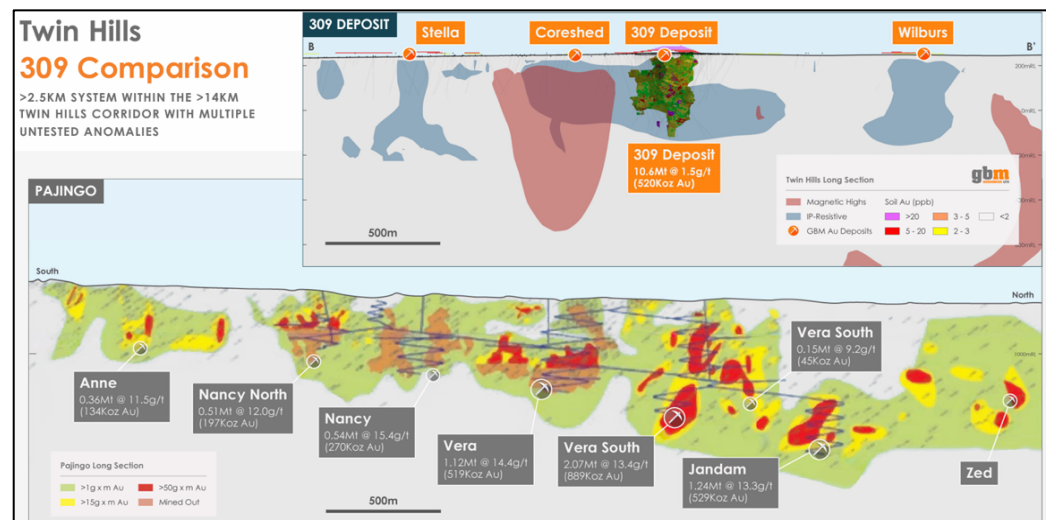 Twin Hills
309 Comparison
>2.5KM SYSTEM WITHIN THE >14KM
TWIN HILLS CORRIDOR WITH MULTIPLE
UNTESTED ANOMALIES
309 DEPOSIT
B
Stella
Coreshed
309 Deposit
Wilburs
B'
200mRL
309 Deposit
10.6Mt @ 1.5g/t
(520Koz Au)
500m
Twin Hills Long Section
gbm
Magnetic Highs
IP-Resistive
GBM Au Deposits
Soil Au (ppb)
>20
3 - 5
<2
5 - 20
2 - 3
PAJINGO
South
North
1000mRL
Anne
0.36Mt @ 11.5g/t
(134Koz Au)
Nancy North
0.51Mt @ 12.0g/t
(197Koz Au)
Nancy
0.54Mt @ 15.4g/t
(270Koz Au)
Vera
1.12Mt @ 14.4g/t
(519Koz Au)
Vera South
2.07Mt @ 13.4g/t
(889Koz Au)
Vera South
0.15Mt @ 9.2g/t
(45Koz Au)
Jandam
1.24Mt @ 13.3g/t
(529Koz Au)
Zed
Pajingo Long Section
>1g x m Au
>50g x m Au
>15g x m Au
Mined Out
500m